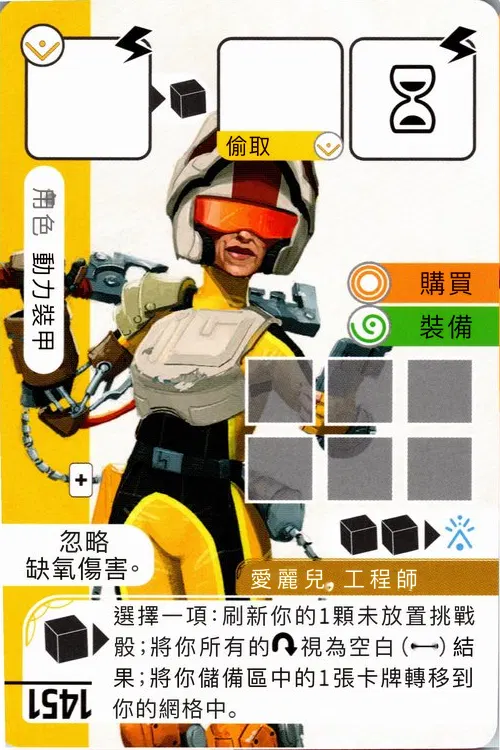 偷取
購買
裝備
角色 動力裝甲
+
忽略
缺氧傷害。
愛麗兒，工程師
選擇一項：刷新你的1顆未放置挑戰
骰；將你所有的視為空白（）結
果；將你儲備區中的1張卡牌轉移到
你的網格中。
1451